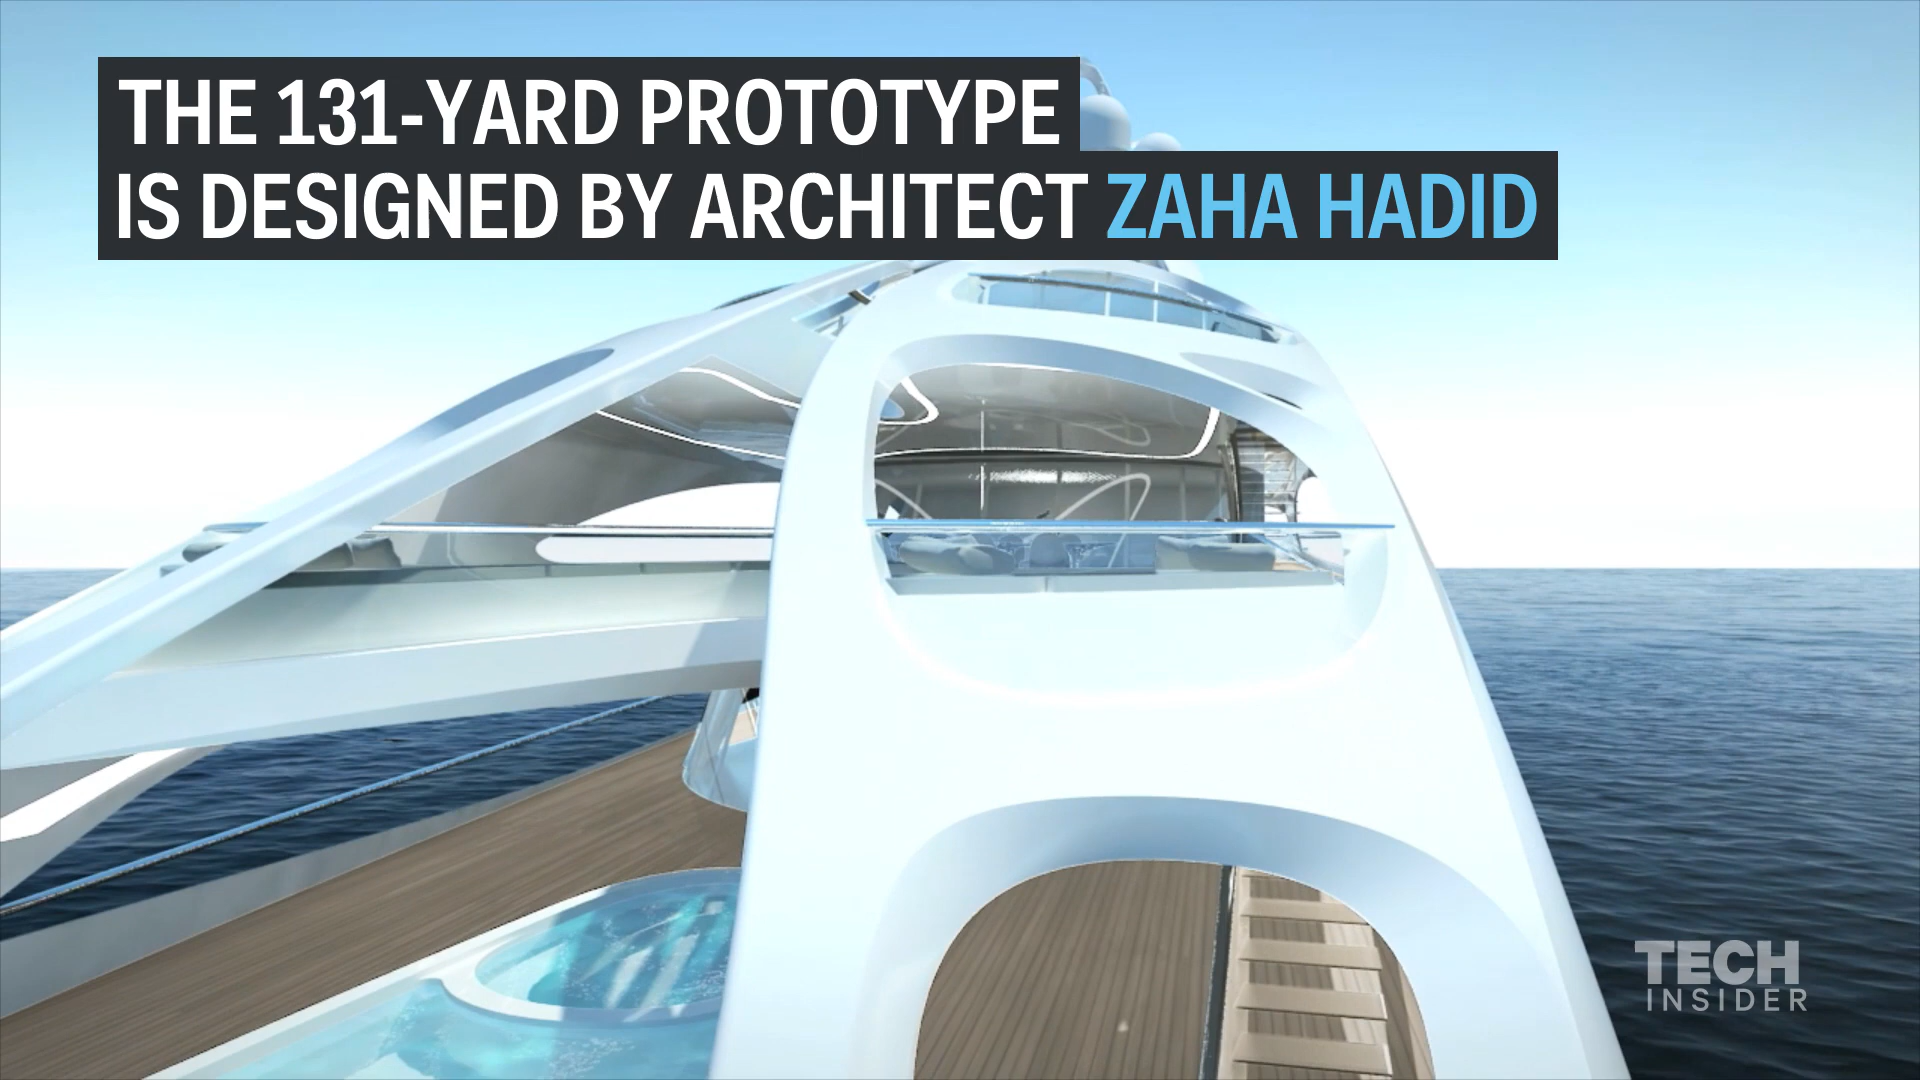 THE 131-YARD PROTOTYPE
IS DESIGNED BY ARCHITECT ZAHA HADID
TECH
INSIDER